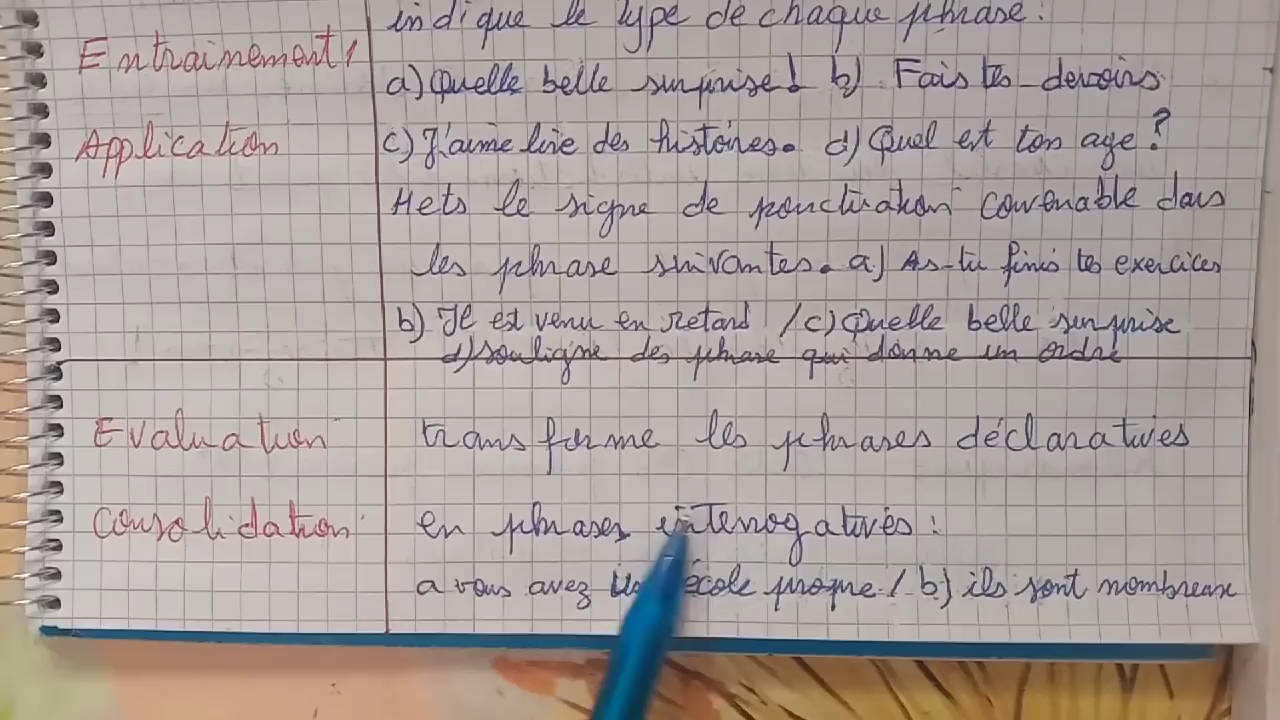 indique le type de chaque phrase :
Entrainement 1
a) Quelle belle surprise ! b) Fais tes devoirs
Application
c) J'aime lire des histoires. d) Quel est ton age ?
Mets le signe de ponctuation convenable dans
les phrase suivantes. a) As-tu finis tes exercices
b) Il est venu en retard / c) Quelle belle surprise
d) souligne des phrase qui donne un ordre
Evaluation
transforme les phrases déclaratives
Consolidation
en phrases interrogatives :
a vous avez école propre / b) ils sont nombreux